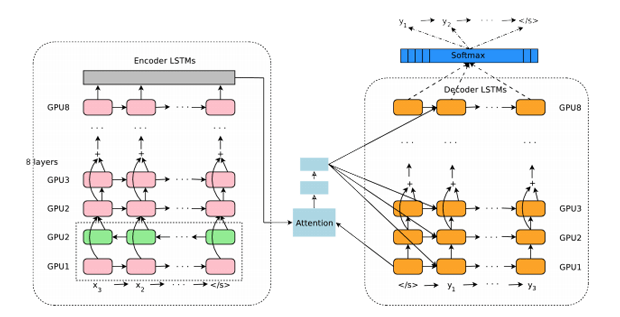 y1 y2 ··· </s>
Softmax
Encoder LSTMs
Decoder LSTMs
GPU8
···
8 layers
+ + +
GPU3
GPU2
GPU2
GPU1
x3 x2 ··· </s>
Attention
GPU8
···
+ + +
GPU3
GPU2
GPU1
</s> y1 ··· y3